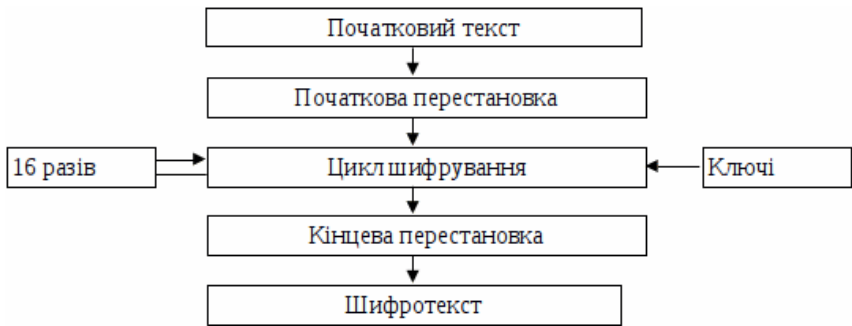 Початковий текст
Початкова перестановка
16 разів
Цикл шифрування
Ключі
Кінцева перестановка
Шифротекст